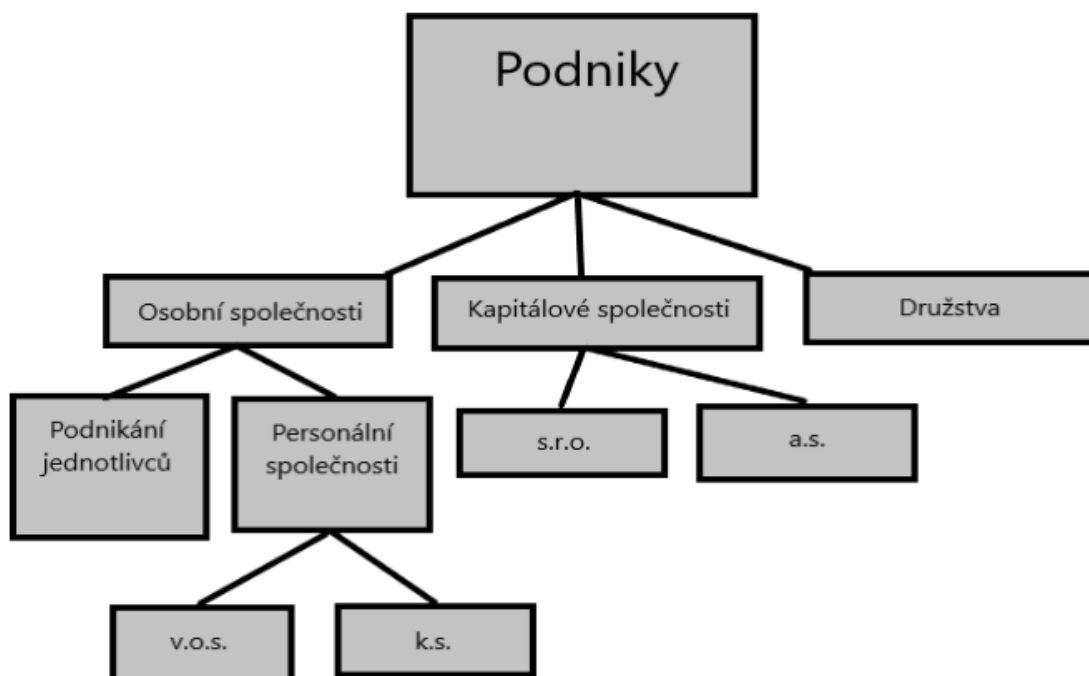 Podniky
Osobní společnosti
Kapitálové společnosti
Družstva
Podnikání
jednotlivců
Personální
společnosti
s.r.o.
a.s.
v.o.s.
k.s.